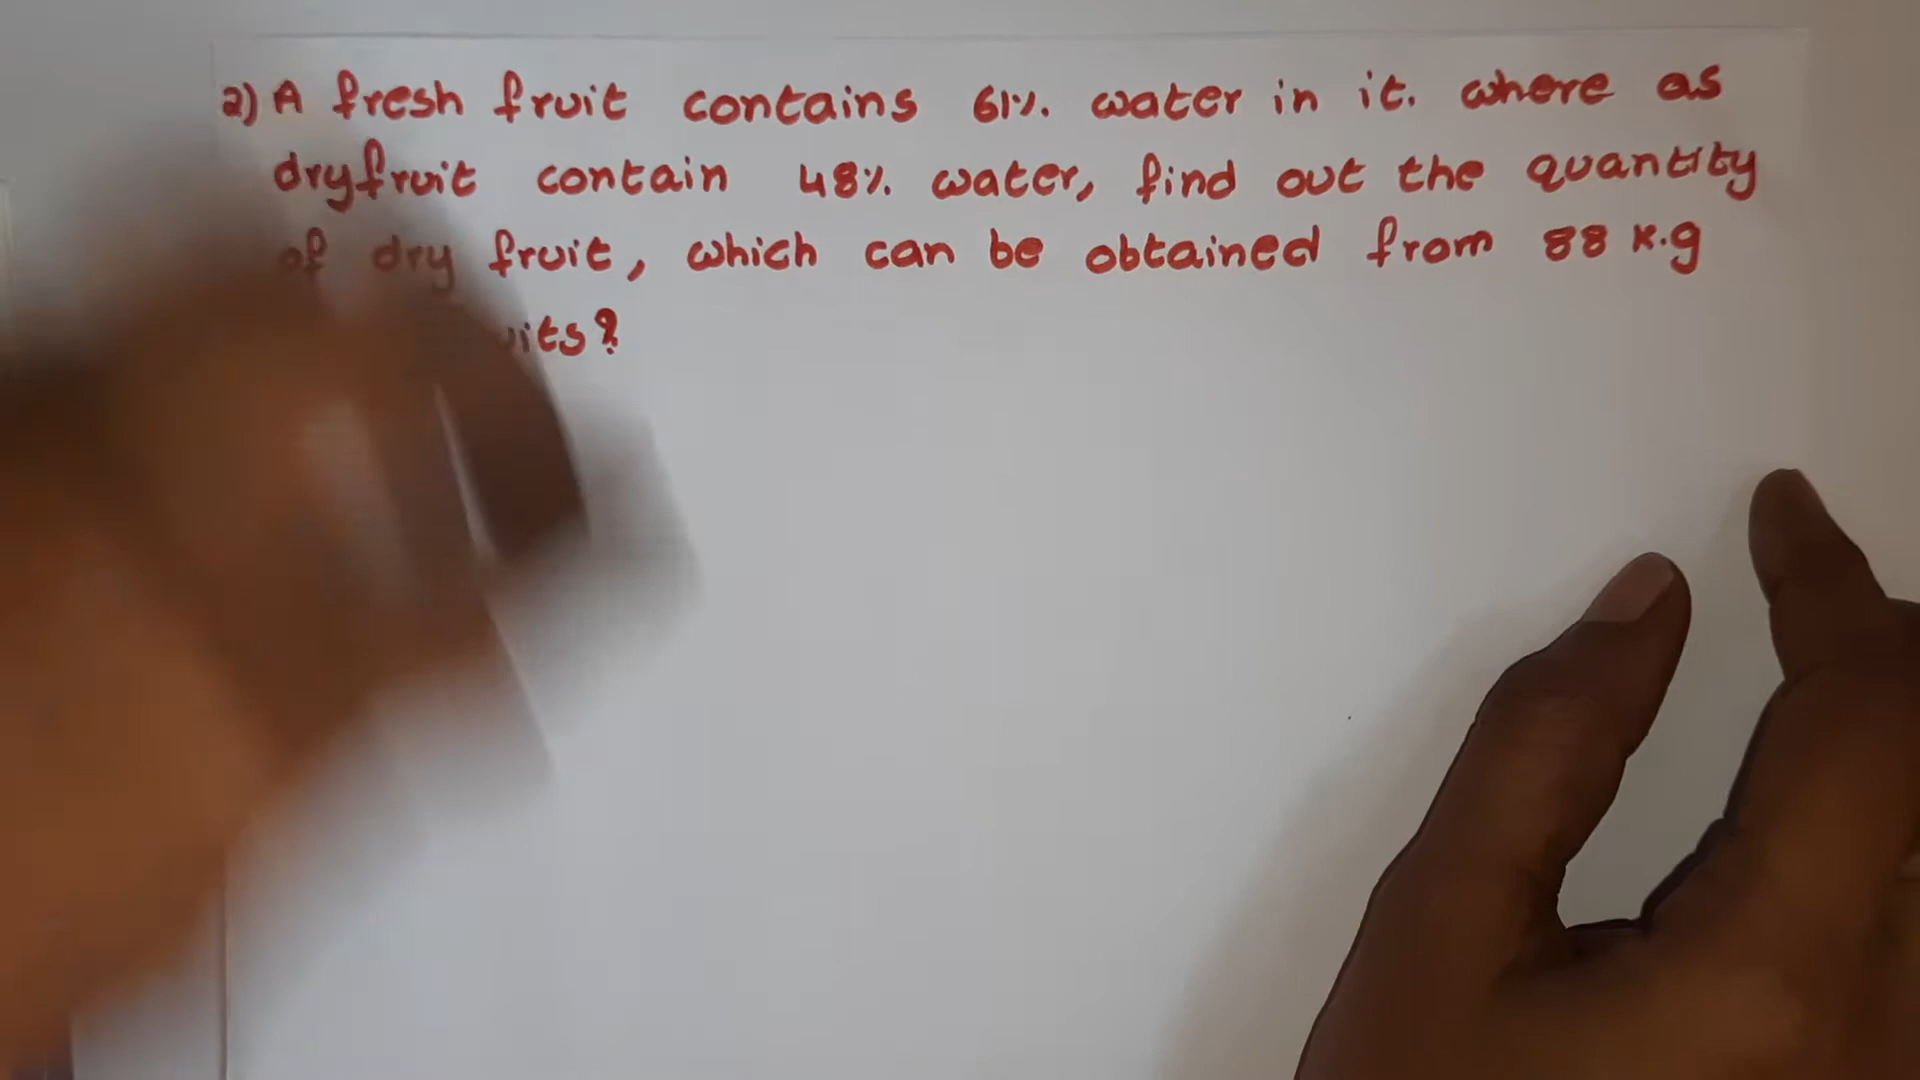 2) A fresh fruit contains 61%. water in it. where as
dryfruit contain 48%. water, find out the quantity
of dry fruit, which can be obtained from 88 K.g